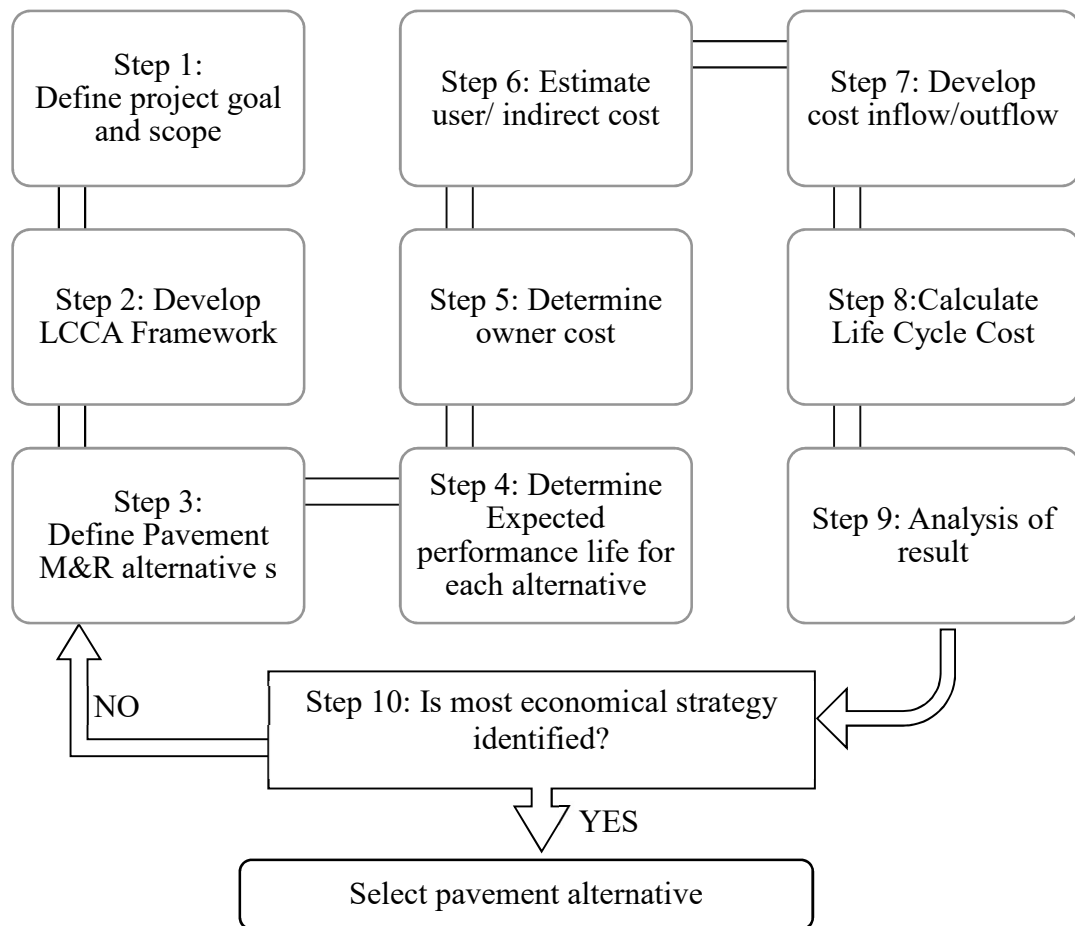 Step 1:
Define project goal
and scope
Step 2: Develop
LCCA Framework
Step 3:
Define Pavement
M&R alternative s
Step 4: Determine
Expected
performance life for
each alternative
Step 5: Determine
owner cost
Step 6: Estimate
user/ indirect cost
Step 7: Develop
cost inflow/outflow
Step 8:Calculate
Life Cycle Cost
Step 9: Analysis of
result
Step 10: Is most economical strategy
identified?
NO
YES
Select pavement alternative